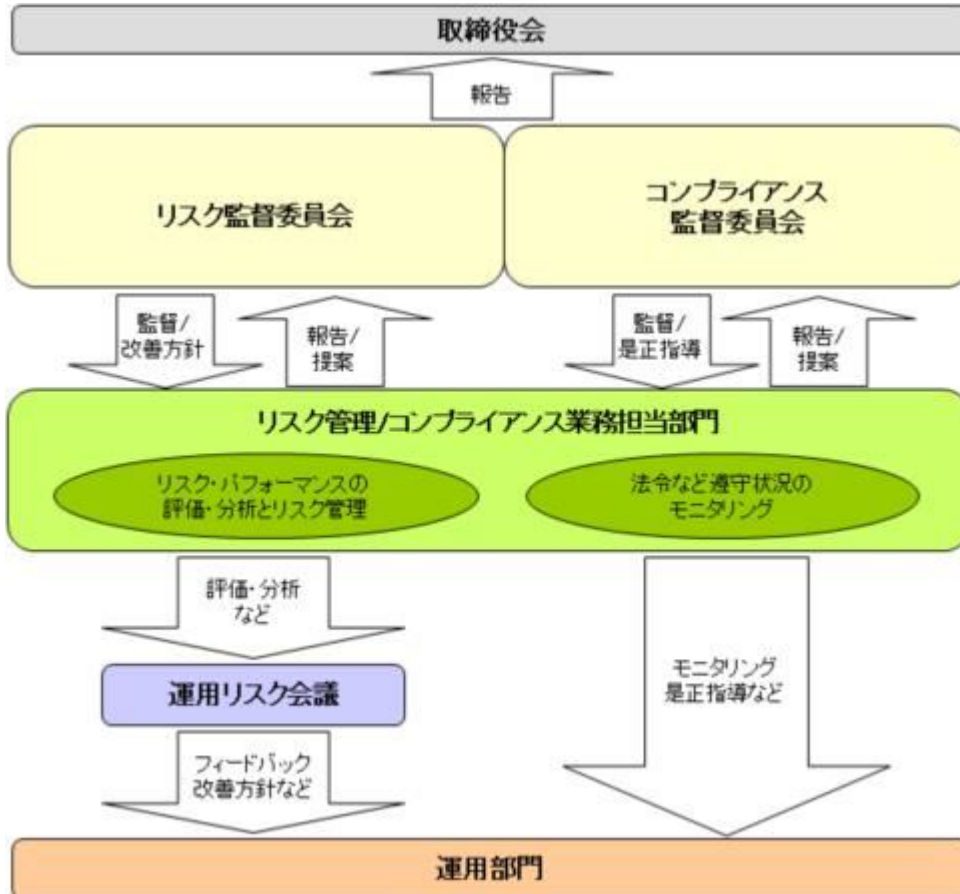 取締役会
報告
リスク監督委員会
コンプライアンス
監督委員会
監督/
改善方針
報告/
提案
監督/
是正指導
報告/
提案
リスク管理/コンプライアンス業務担当部門
リスク・パフォーマンスの
評価・分析とリスク管理
法令など遵守状況の
モニタリング
評価・分析
など
運用リスク会議
フィードバック
改善方針など
モニタリング
是正指導など
運用部門